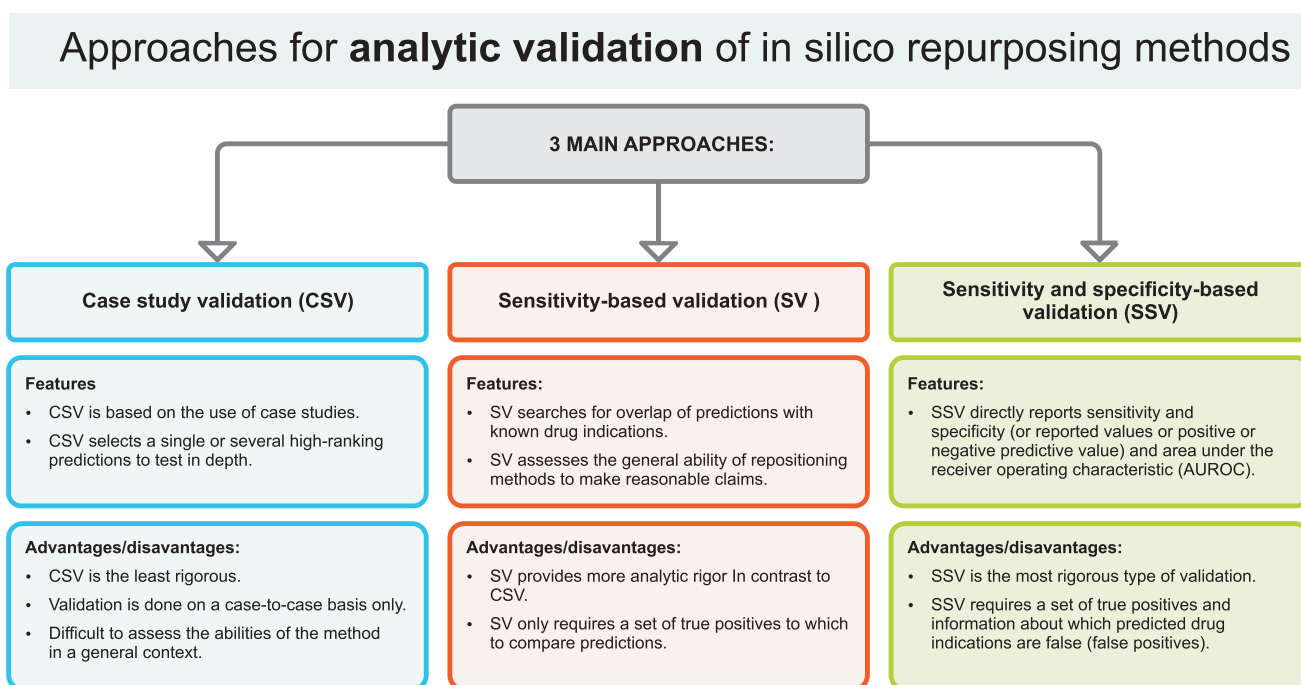 Approaches for analytic validation of in silico repurposing methods
3 MAIN APPROACHES:
Case study validation (CSV)
Features
• CSV is based on the use of case studies.
• CSV selects a single or several high-ranking
predictions to test in depth.
Advantages/disavantages:
• CSV is the least rigorous.
• Validation is done on a case-to-case basis only.
• Difficult to assess the abilities of the method
in a general context.
Sensitivity-based validation (SV )
Features:
• SV searches for overlap of predictions with
known drug indications.
• SV assesses the general ability of repositioning
methods to make reasonable claims.
Advantages/disavantages:
• SV provides more analytic rigor In contrast to
CSV.
• SV only requires a set of true positives to which
to compare predictions.
Sensitivity and specificity-based
validation (SSV)
Features:
• SSV directly reports sensitivity and
specificity (or reported values or positive or
negative predictive value) and area under the
receiver operating characteristic (AUROC).
Advantages/disavantages:
• SSV is the most rigorous type of validation.
• SSV requires a set of true positives and
information about which predicted drug
indications are false (false positives).